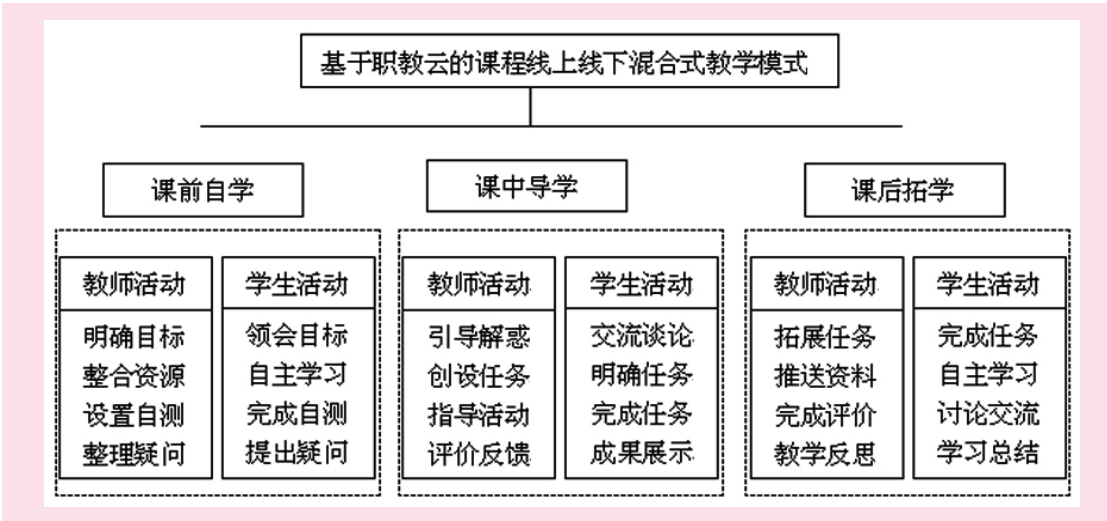 基于职教云的课程线上线下混合式教学模式
课前自学
课中导学
课后拓学
教师活动
明确目标
整合资源
设置自测
整理疑问
学生活动
领会目标
自主学习
完成自测
提出疑问
教师活动
引导解惑
创设任务
指导活动
评价反馈
学生活动
交流谈论
明确任务
完成任务
成果展示
教师活动
拓展任务
推送资料
完成评价
教学反思
学生活动
完成任务
自主学习
讨论交流
学习总结